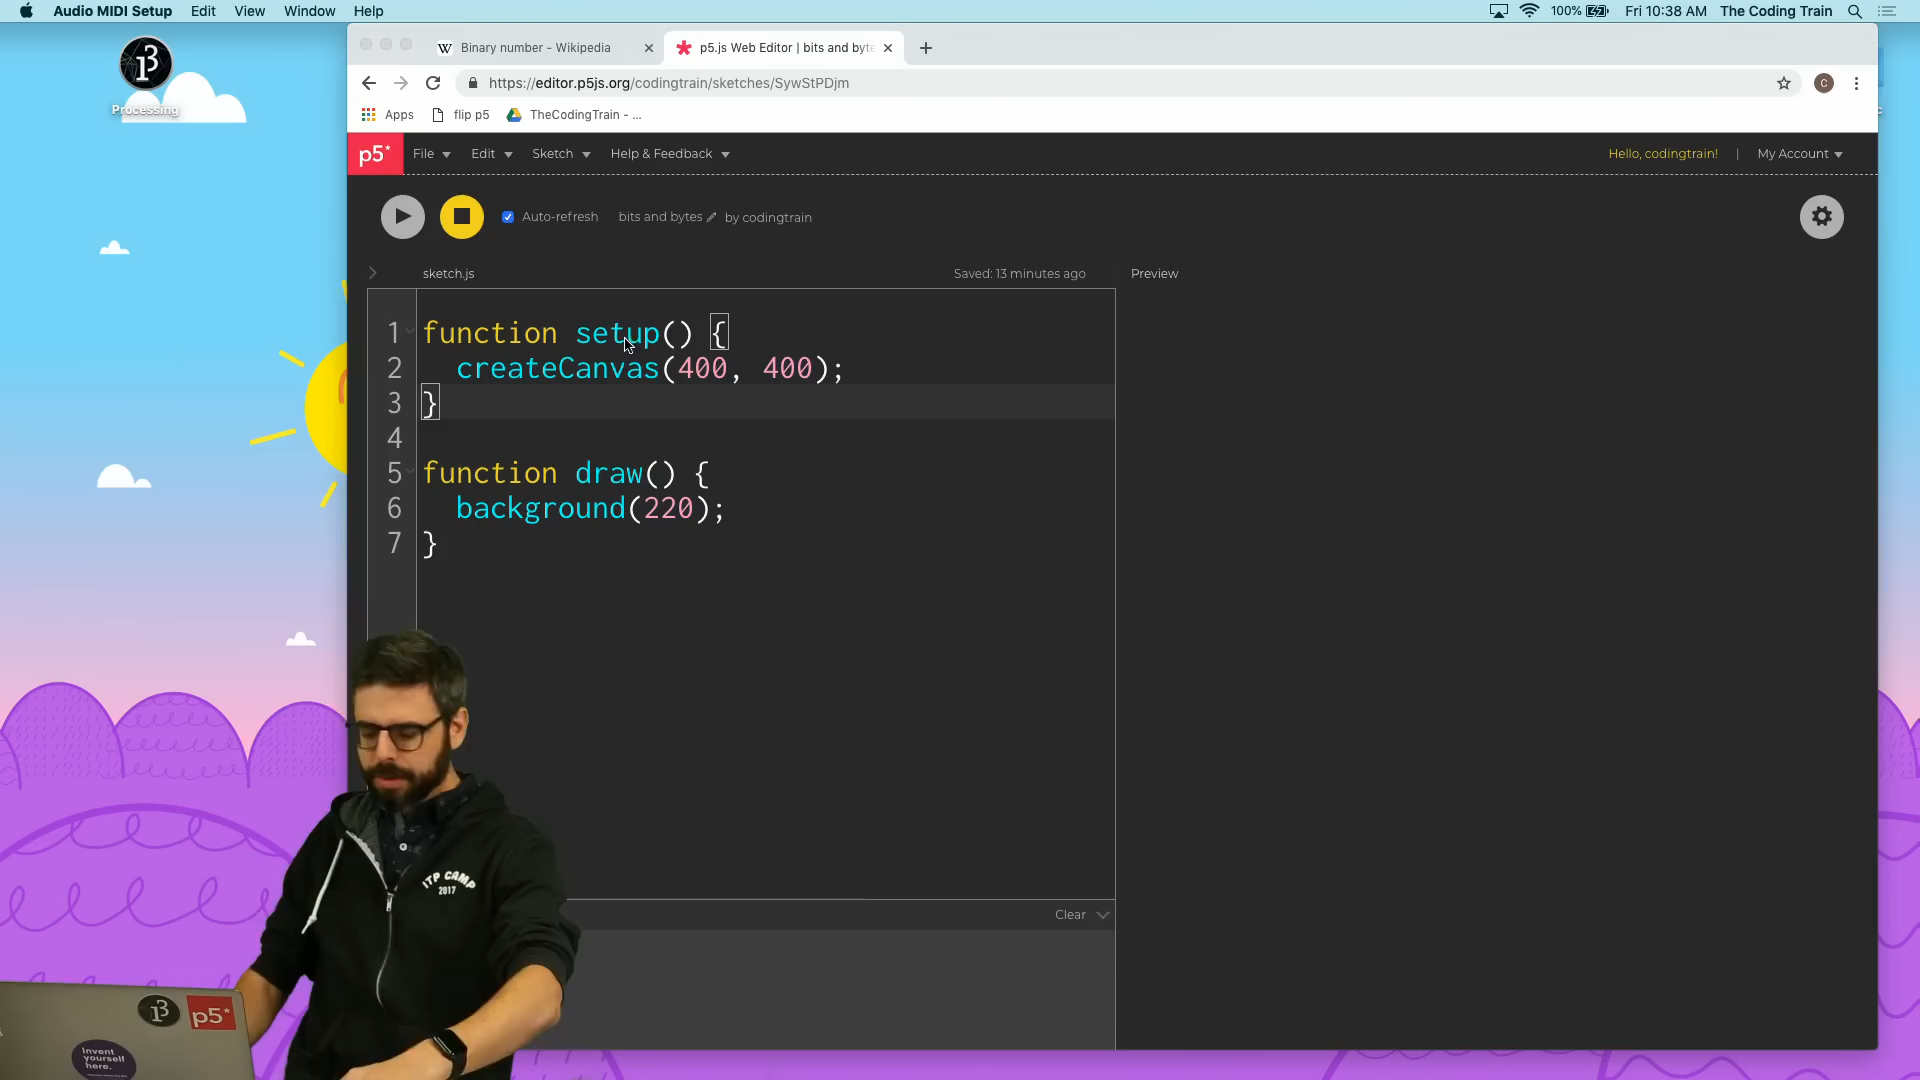 Audio MIDI Setup Edit View Window Help
100% Fri 10:38 AM The Coding Train
Processing
W Binary number - Wikipedia
p5.js Web Editor | bits and byte
https://editor.p5js.org/codingtrain/sketches/SywStPDjm
C
Apps flip p5 TheCodingTrain - ...
p5* File Edit Sketch Help & Feedback
Hello, codingtrain! | My Account
Auto-refresh bits and bytes by codingtrain
sketch.js Saved: 13 minutes ago Preview
1 function setup() {
2 createCanvas(400, 400);
3 }
4
5 function draw() {
6 background(220);
7 }
Clear
ITP CAMP
2017
p5*
Invent
yourself
here.